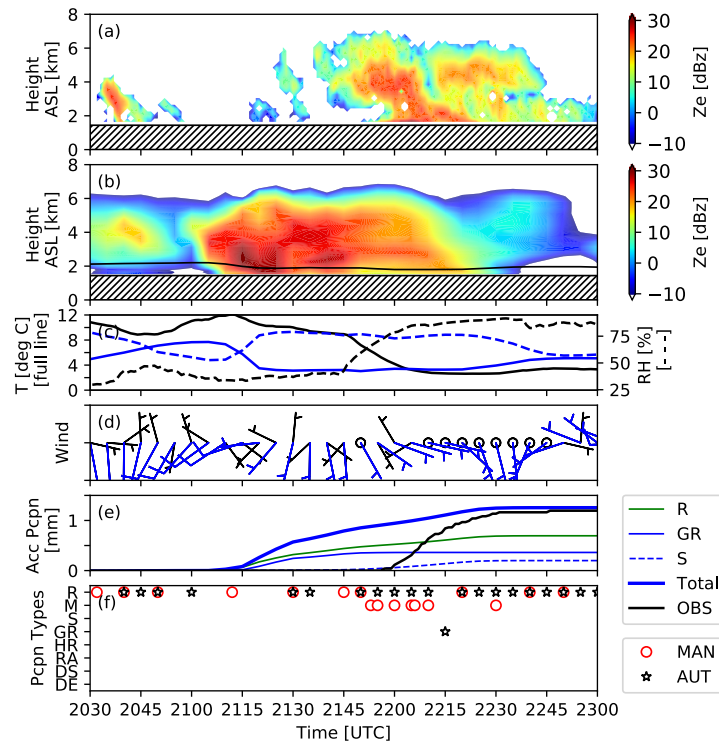 (a)
8
6
4
2
0
Height
ASL [km]
30
20
10
0
−10
Ze [dBz]
(b)
8
6
4
2
0
Height
ASL [km]
30
20
10
0
−10
Ze [dBz]
(c)
12
8
4
0
T [deg C]
[full line]
75
50
25
RH [%]
[---]
(d)
Wind
(e)
1
0
Acc Pcpn
[mm]
(f)
R
M
S
GR
HR
RA
DS
DE
Pcpn Types
2030 2045 2100 2115 2130 2145 2200 2215 2230 2245 2300
Time [UTC]
R
GR
S
Total
OBS
MAN
AUT